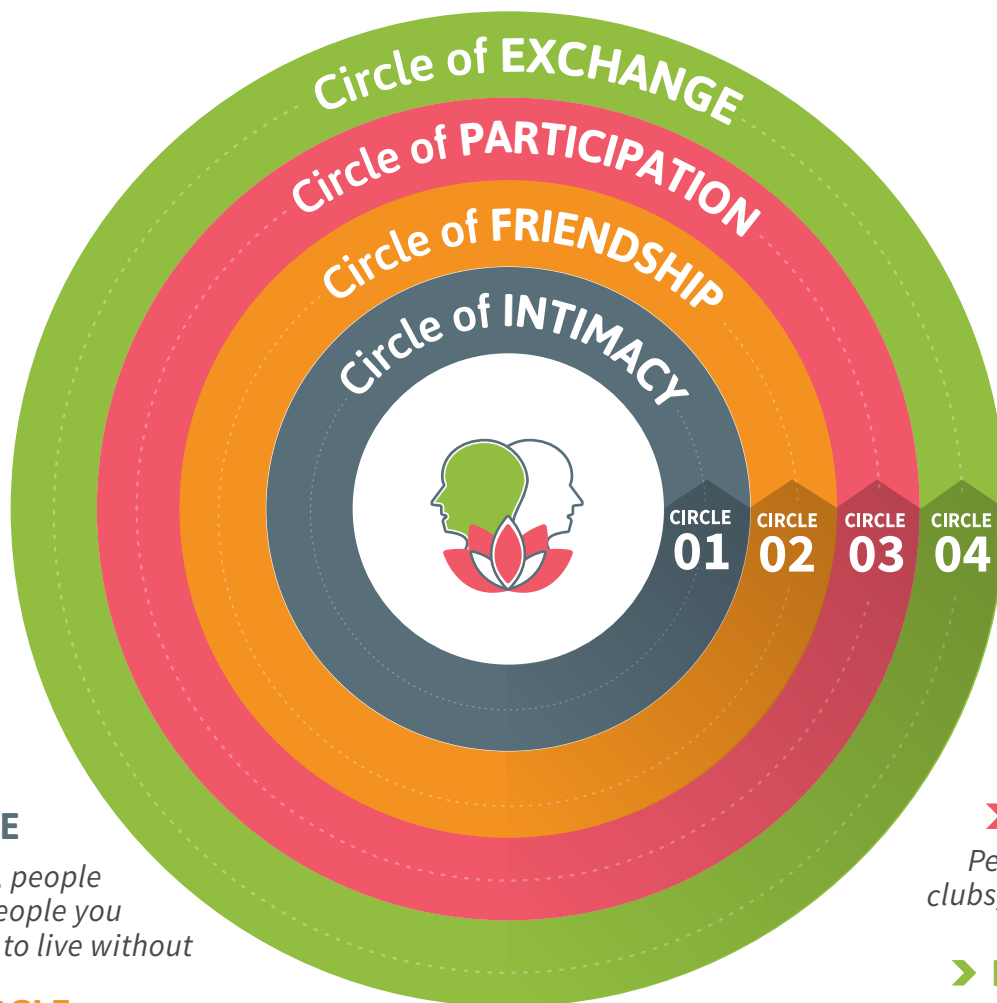 Circle of EXCHANGE
Circle of PARTICIPATION
Circle of FRIENDSHIP
Circle of INTIMACY
CIRCLE
01
CIRCLE
02
CIRCLE
03
CIRCLE
04
E
, people
eople you
to live without
Pe
clubs,